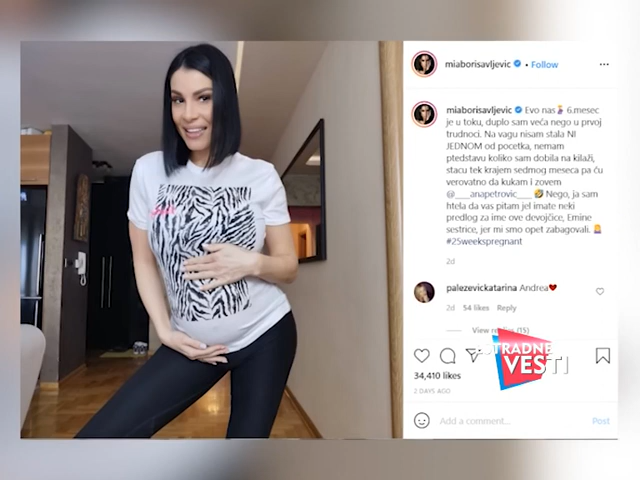 miaborisavljevic • Follow
miaborisavljevic Evo nas 6.mesec
je u toku, duplo sam veća nego u prvoj
trudnoci. Na vagu nisam stala NI
JEDNOM od pocetka, nemam
ptedstavu koliko sam dobila na kilaži,
stacu tek krajem sedmog meseca pa ću
verovatno da kukam i zovem
Nego, ja sam
htela da vas pitam jel imate neki
predlog za ime ove devojčice, Emine
sestrice, jer mi smo opet zabagovali.
#25weekspregnant
2d
palezevickatarina Andrea
2d 54 likes Reply
View (15)
34,410 likes
2 DAYS AGO
VESTI
Add a comment... Post